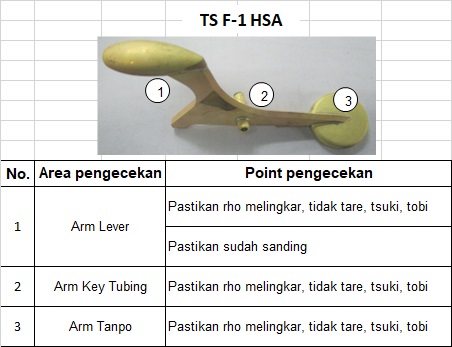 TS F-1 HSA
1
2
3
No. Area pengecekan Point pengecekan
1 Arm Lever Pastikan rho melingkar, tidak tare, tsuki, tobi
Pastikan sudah sanding
2 Arm Key Tubing Pastikan rho melingkar, tidak tare, tsuki, tobi
3 Arm Tanpo Pastikan rho melingkar, tidak tare, tsuki, tobi